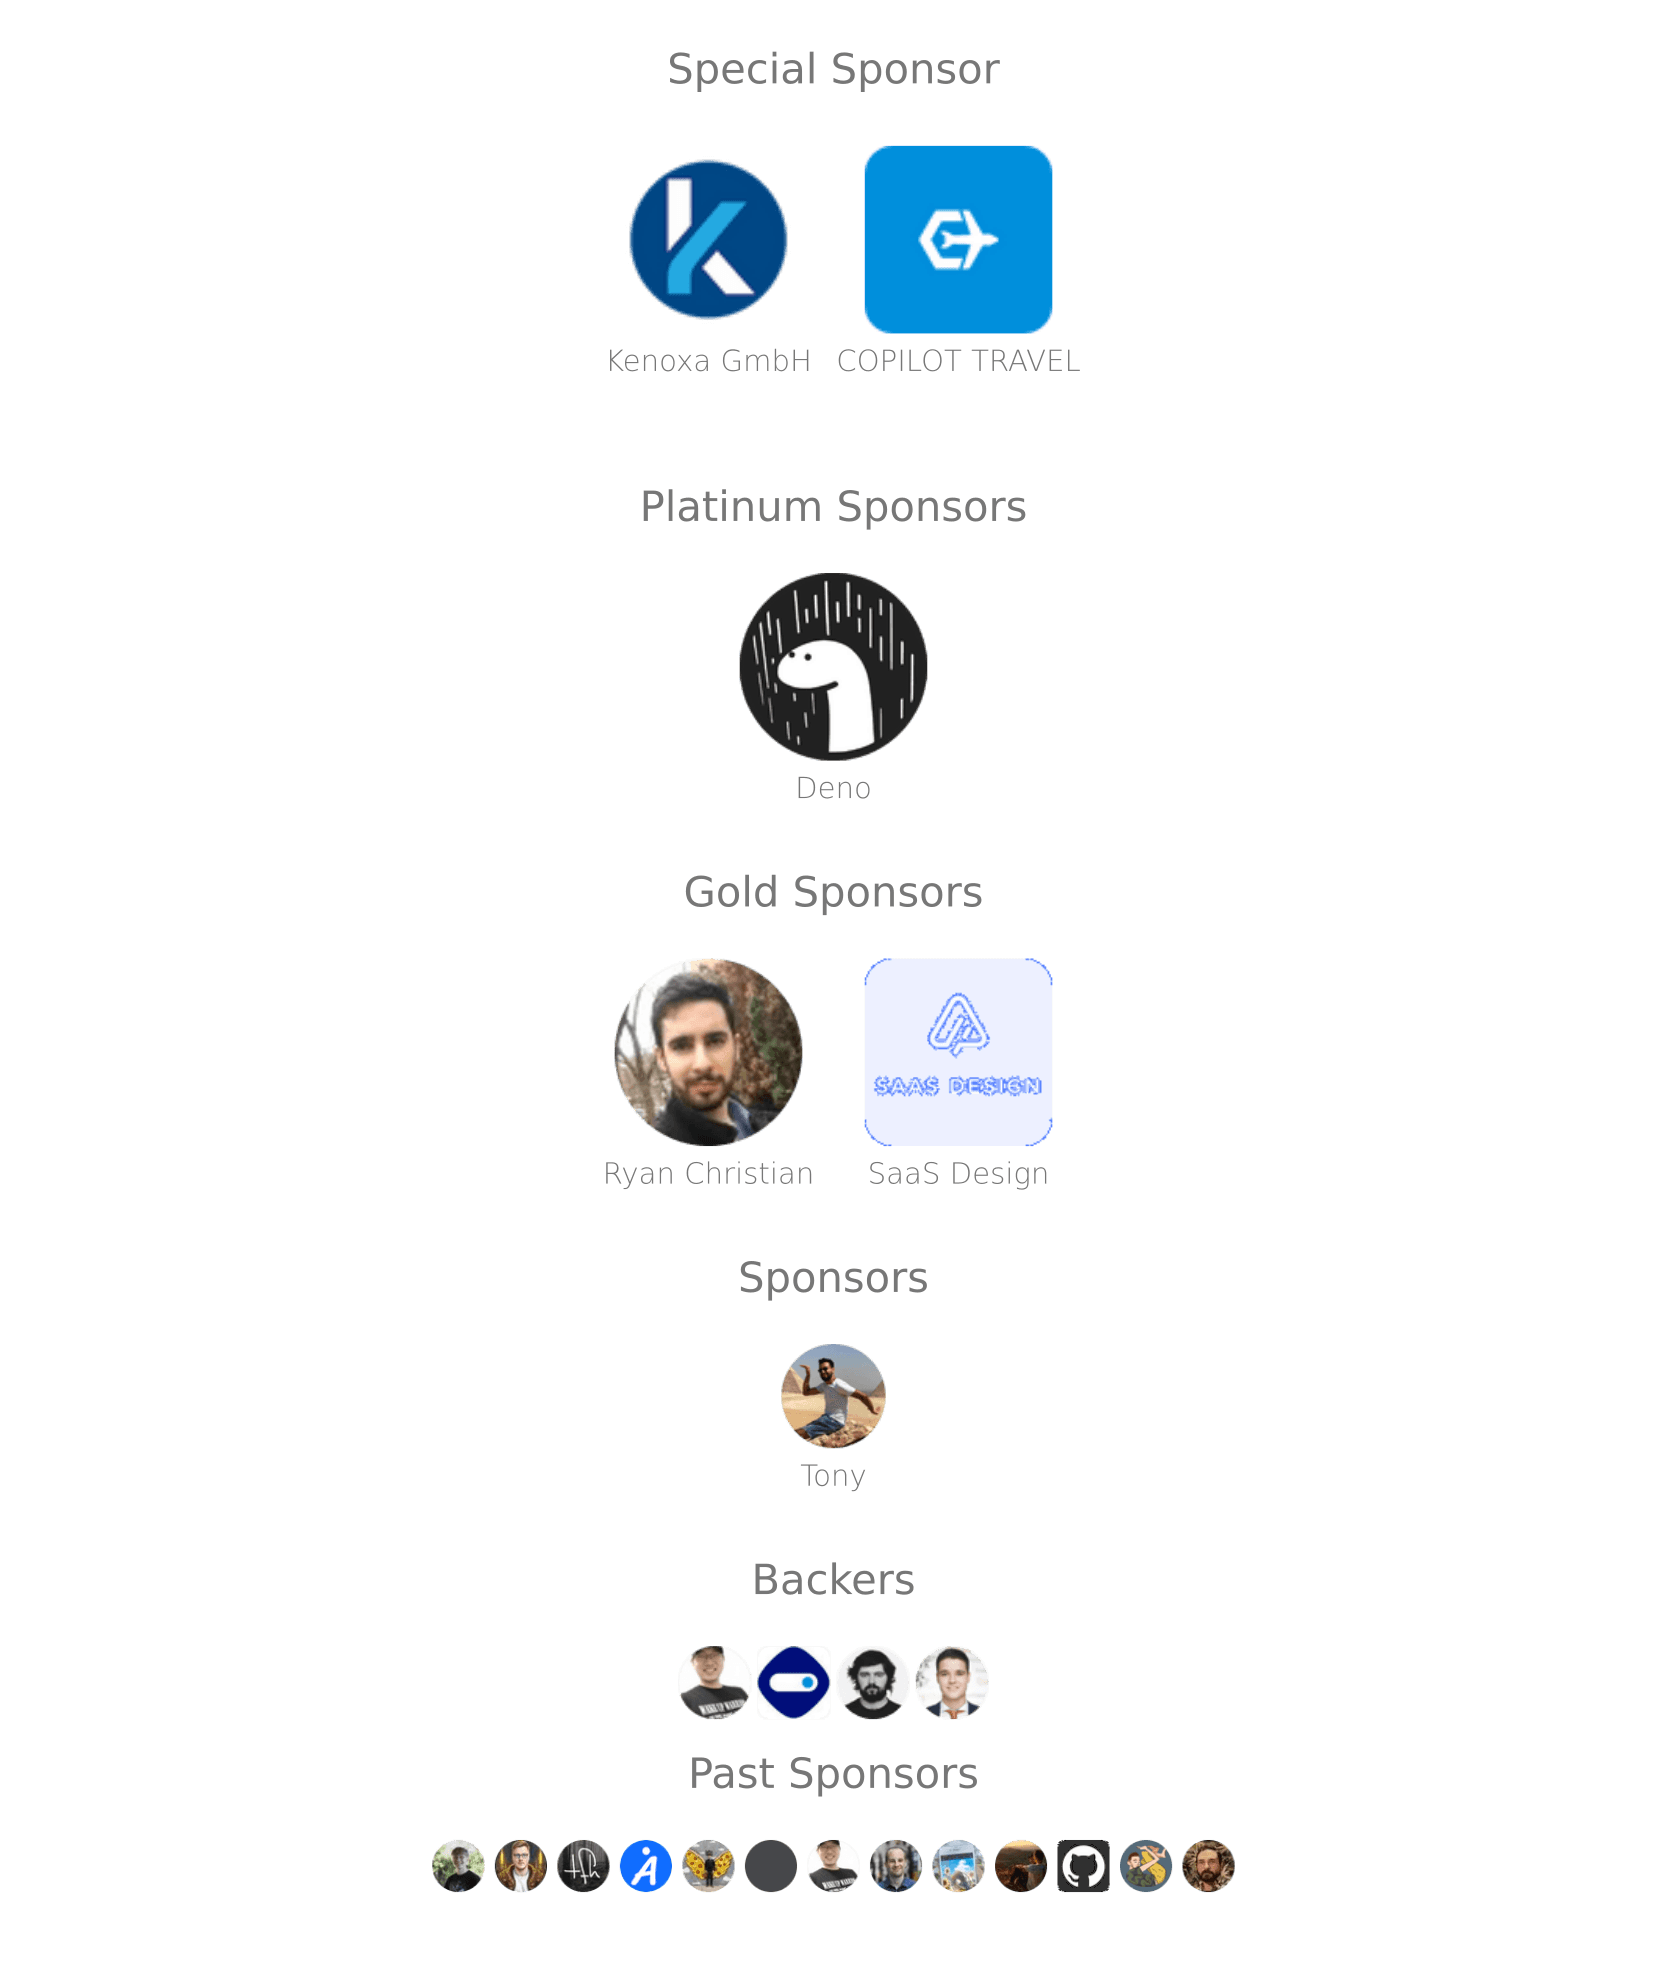 Special Sponsor
Kenoxa GmbH COPILOT TRAVEL
Platinum Sponsors
Deno
Gold Sponsors
SAAS DESIGN
Ryan Christian SaaS Design
Sponsors
Tony
Backers
Past Sponsors